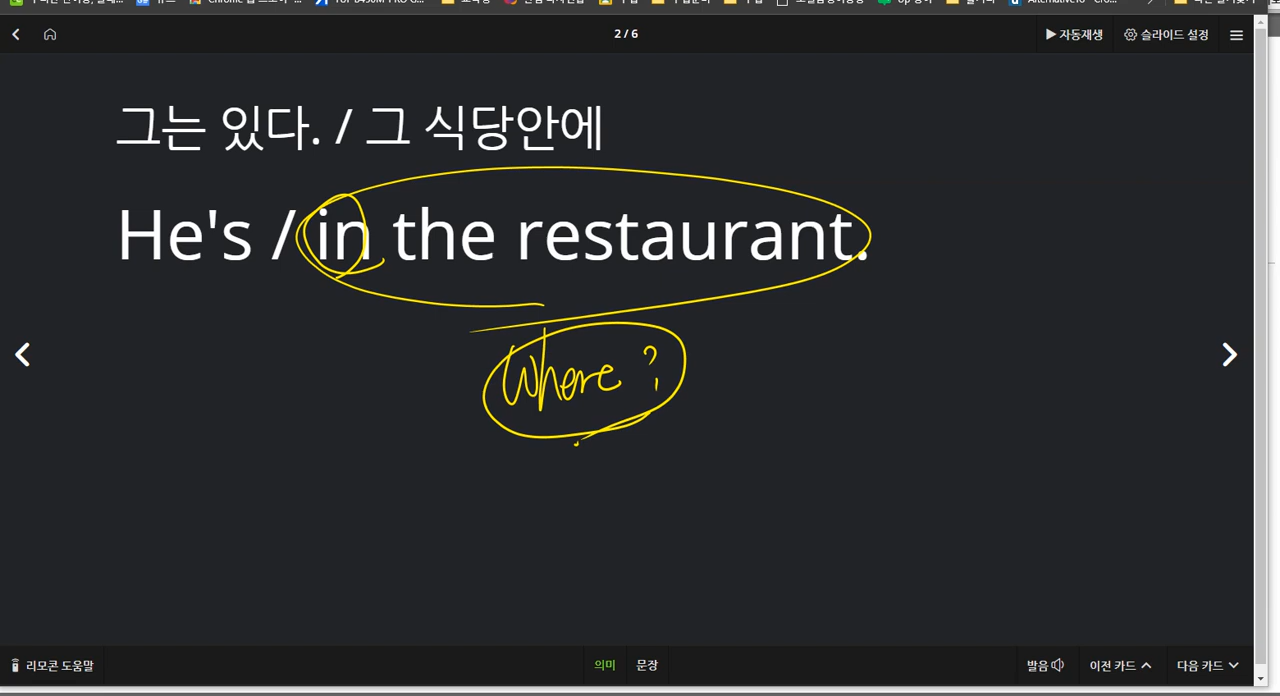 2 / 6
자동재생
슬라이드 설정
그는 있다. / 그 식당안에
He's / in the restaurant.
Where ?
리모콘 도움말
의미
문장
발음
이전 카드
다음 카드